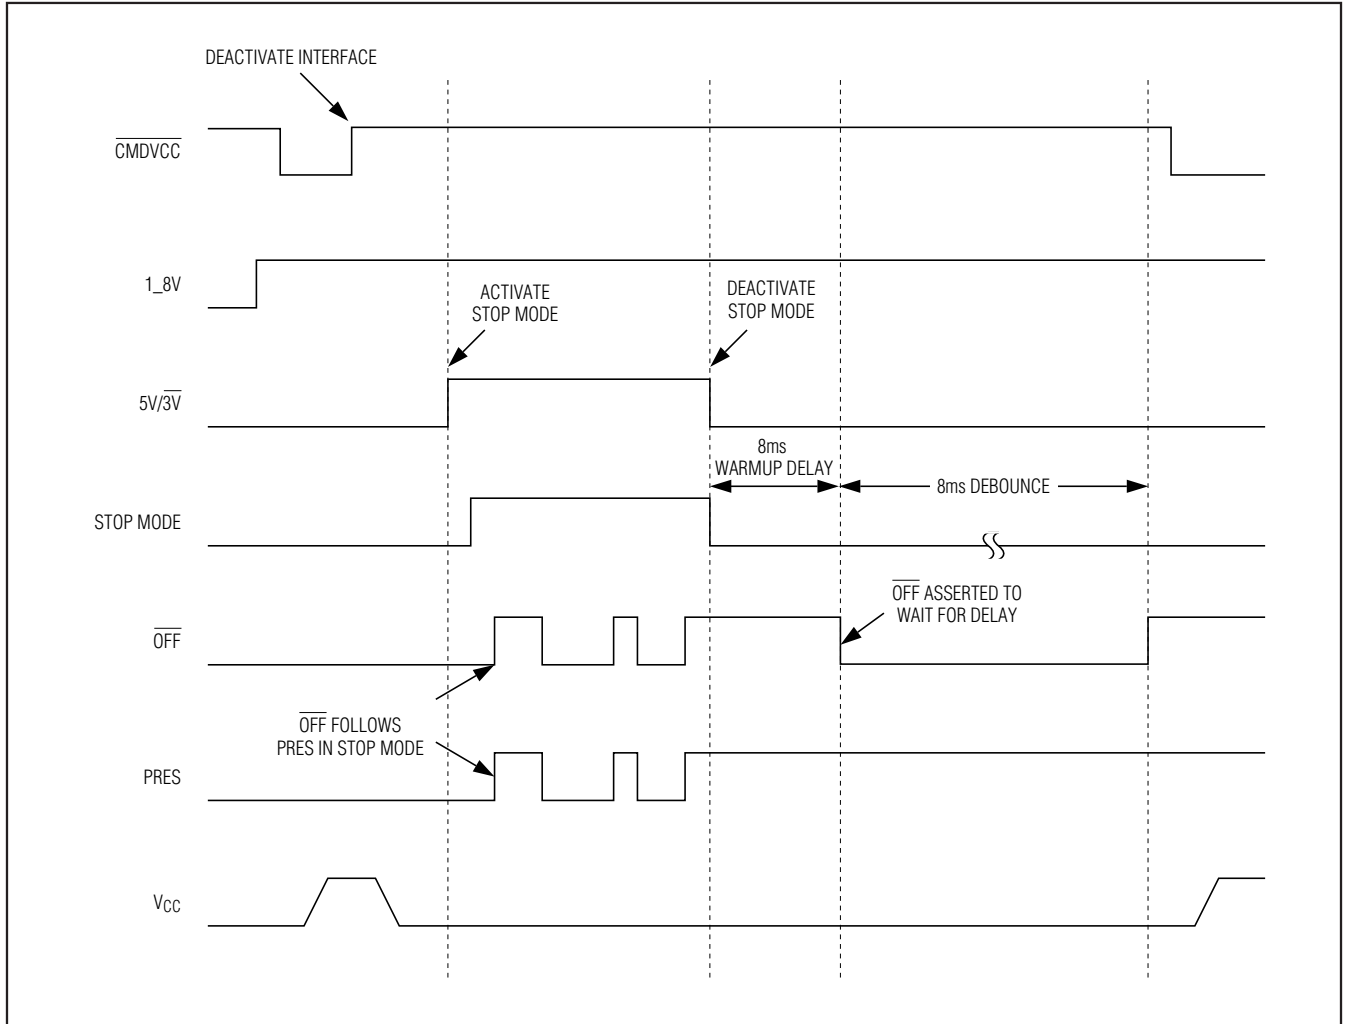 DEACTIVATE INTERFACE
CMDVCC
1_8V
ACTIVATE
STOP MODE
DEACTIVATE
STOP MODE
5V/3V
8ms
WARMUP DELAY
8ms DEBOUNCE
STOP MODE
OFF ASSERTED TO
WAIT FOR DELAY
OFF
OFF FOLLOWS
PRES IN STOP MODE
PRES
VCC